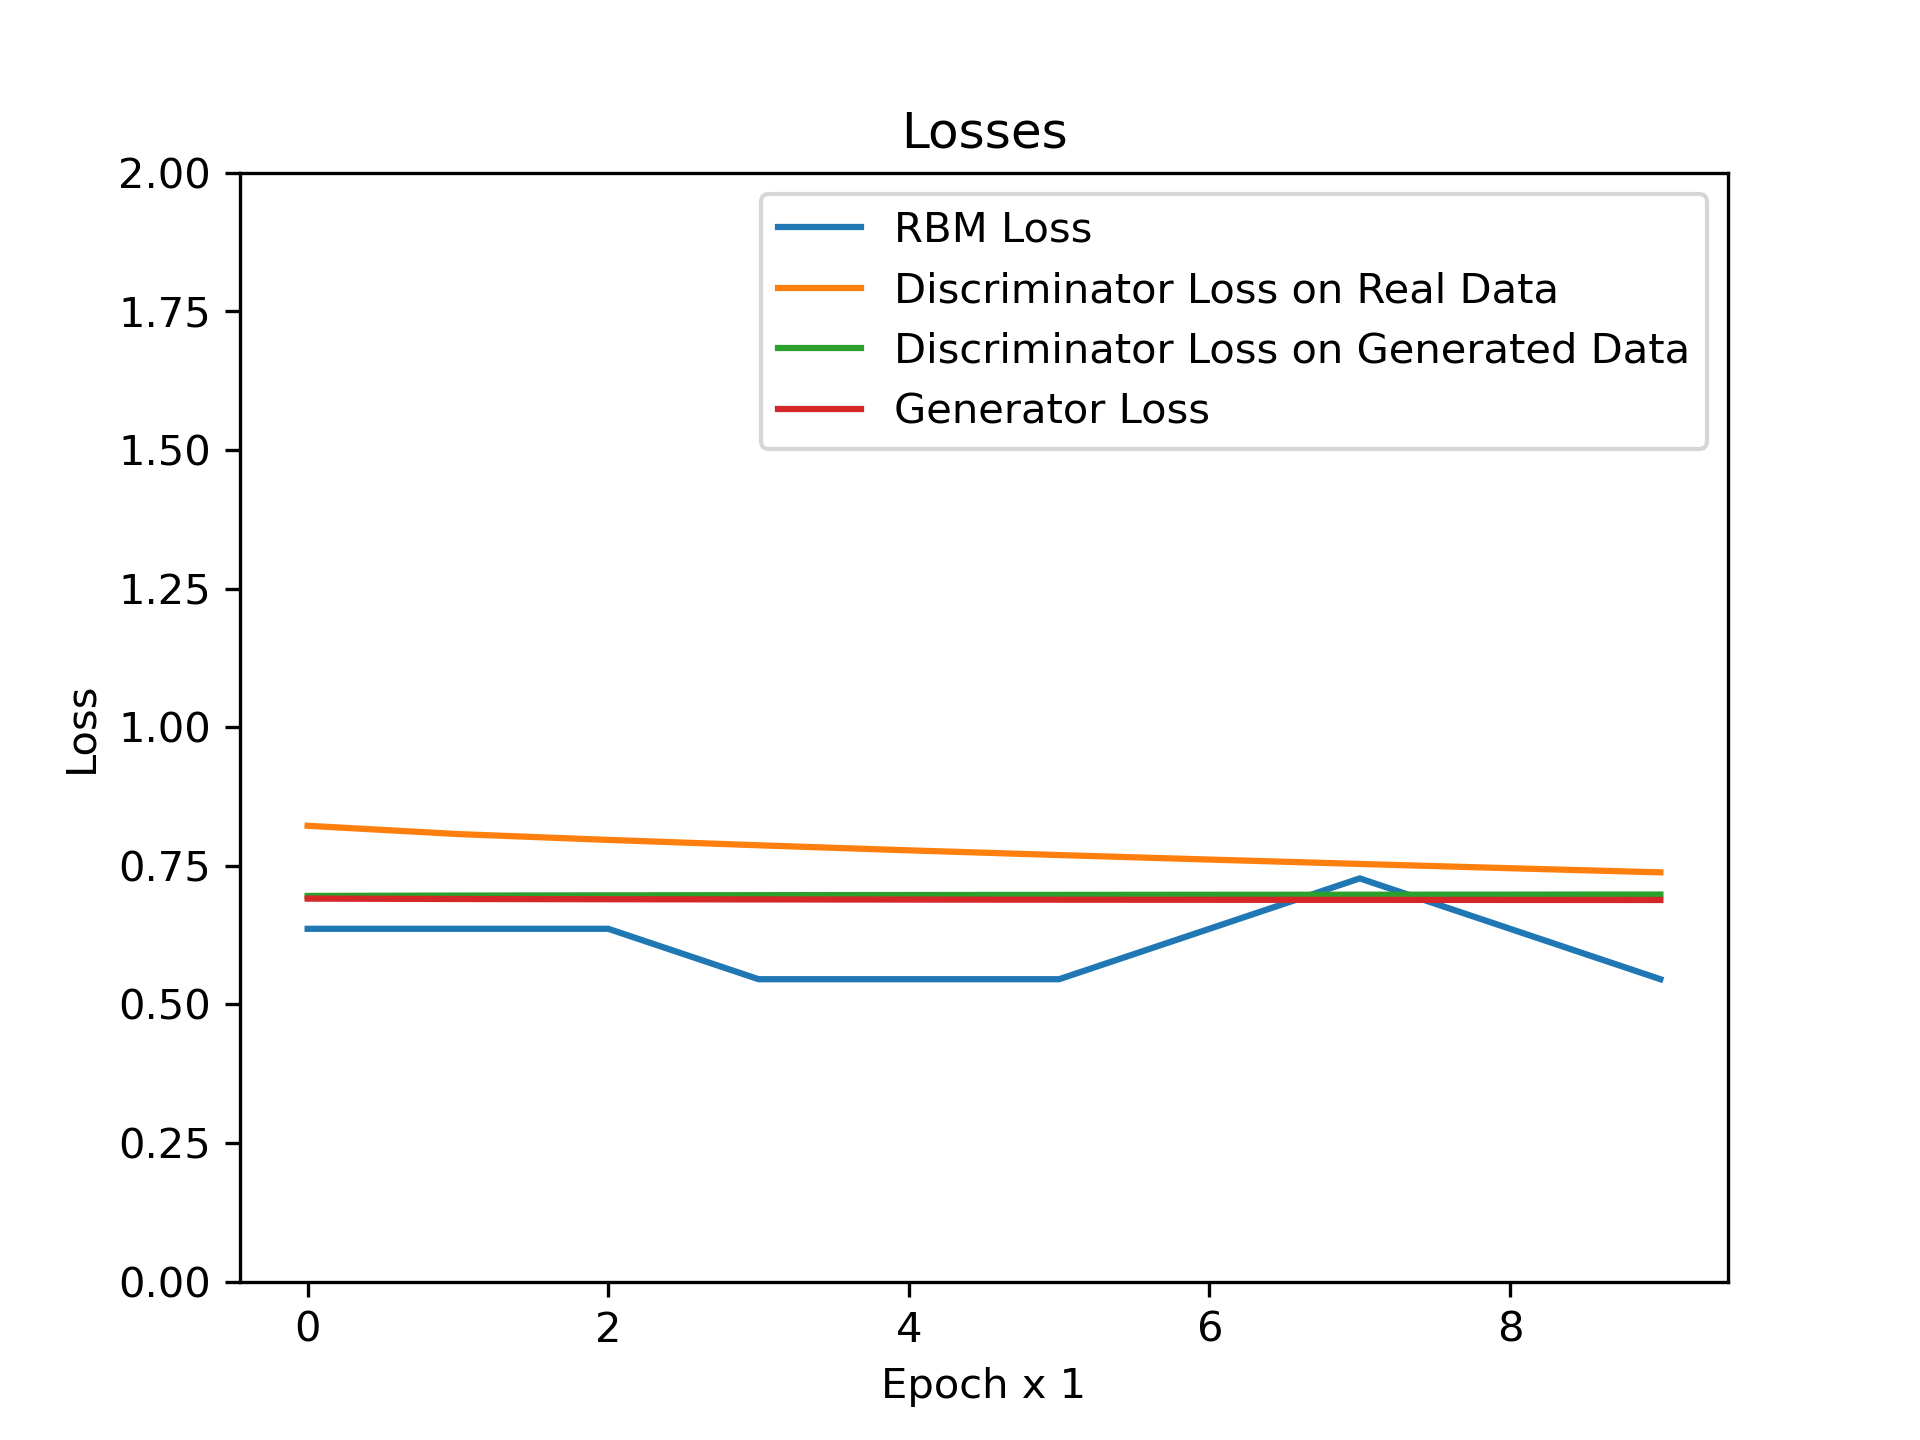 Losses
2.00
1.75
1.50
1.25
1.00
0.75
0.50
0.25
0.00
Loss
RBM Loss
Discriminator Loss on Real Data
Discriminator Loss on Generated Data
Generator Loss
0 2 4 6 8
Epoch x 1